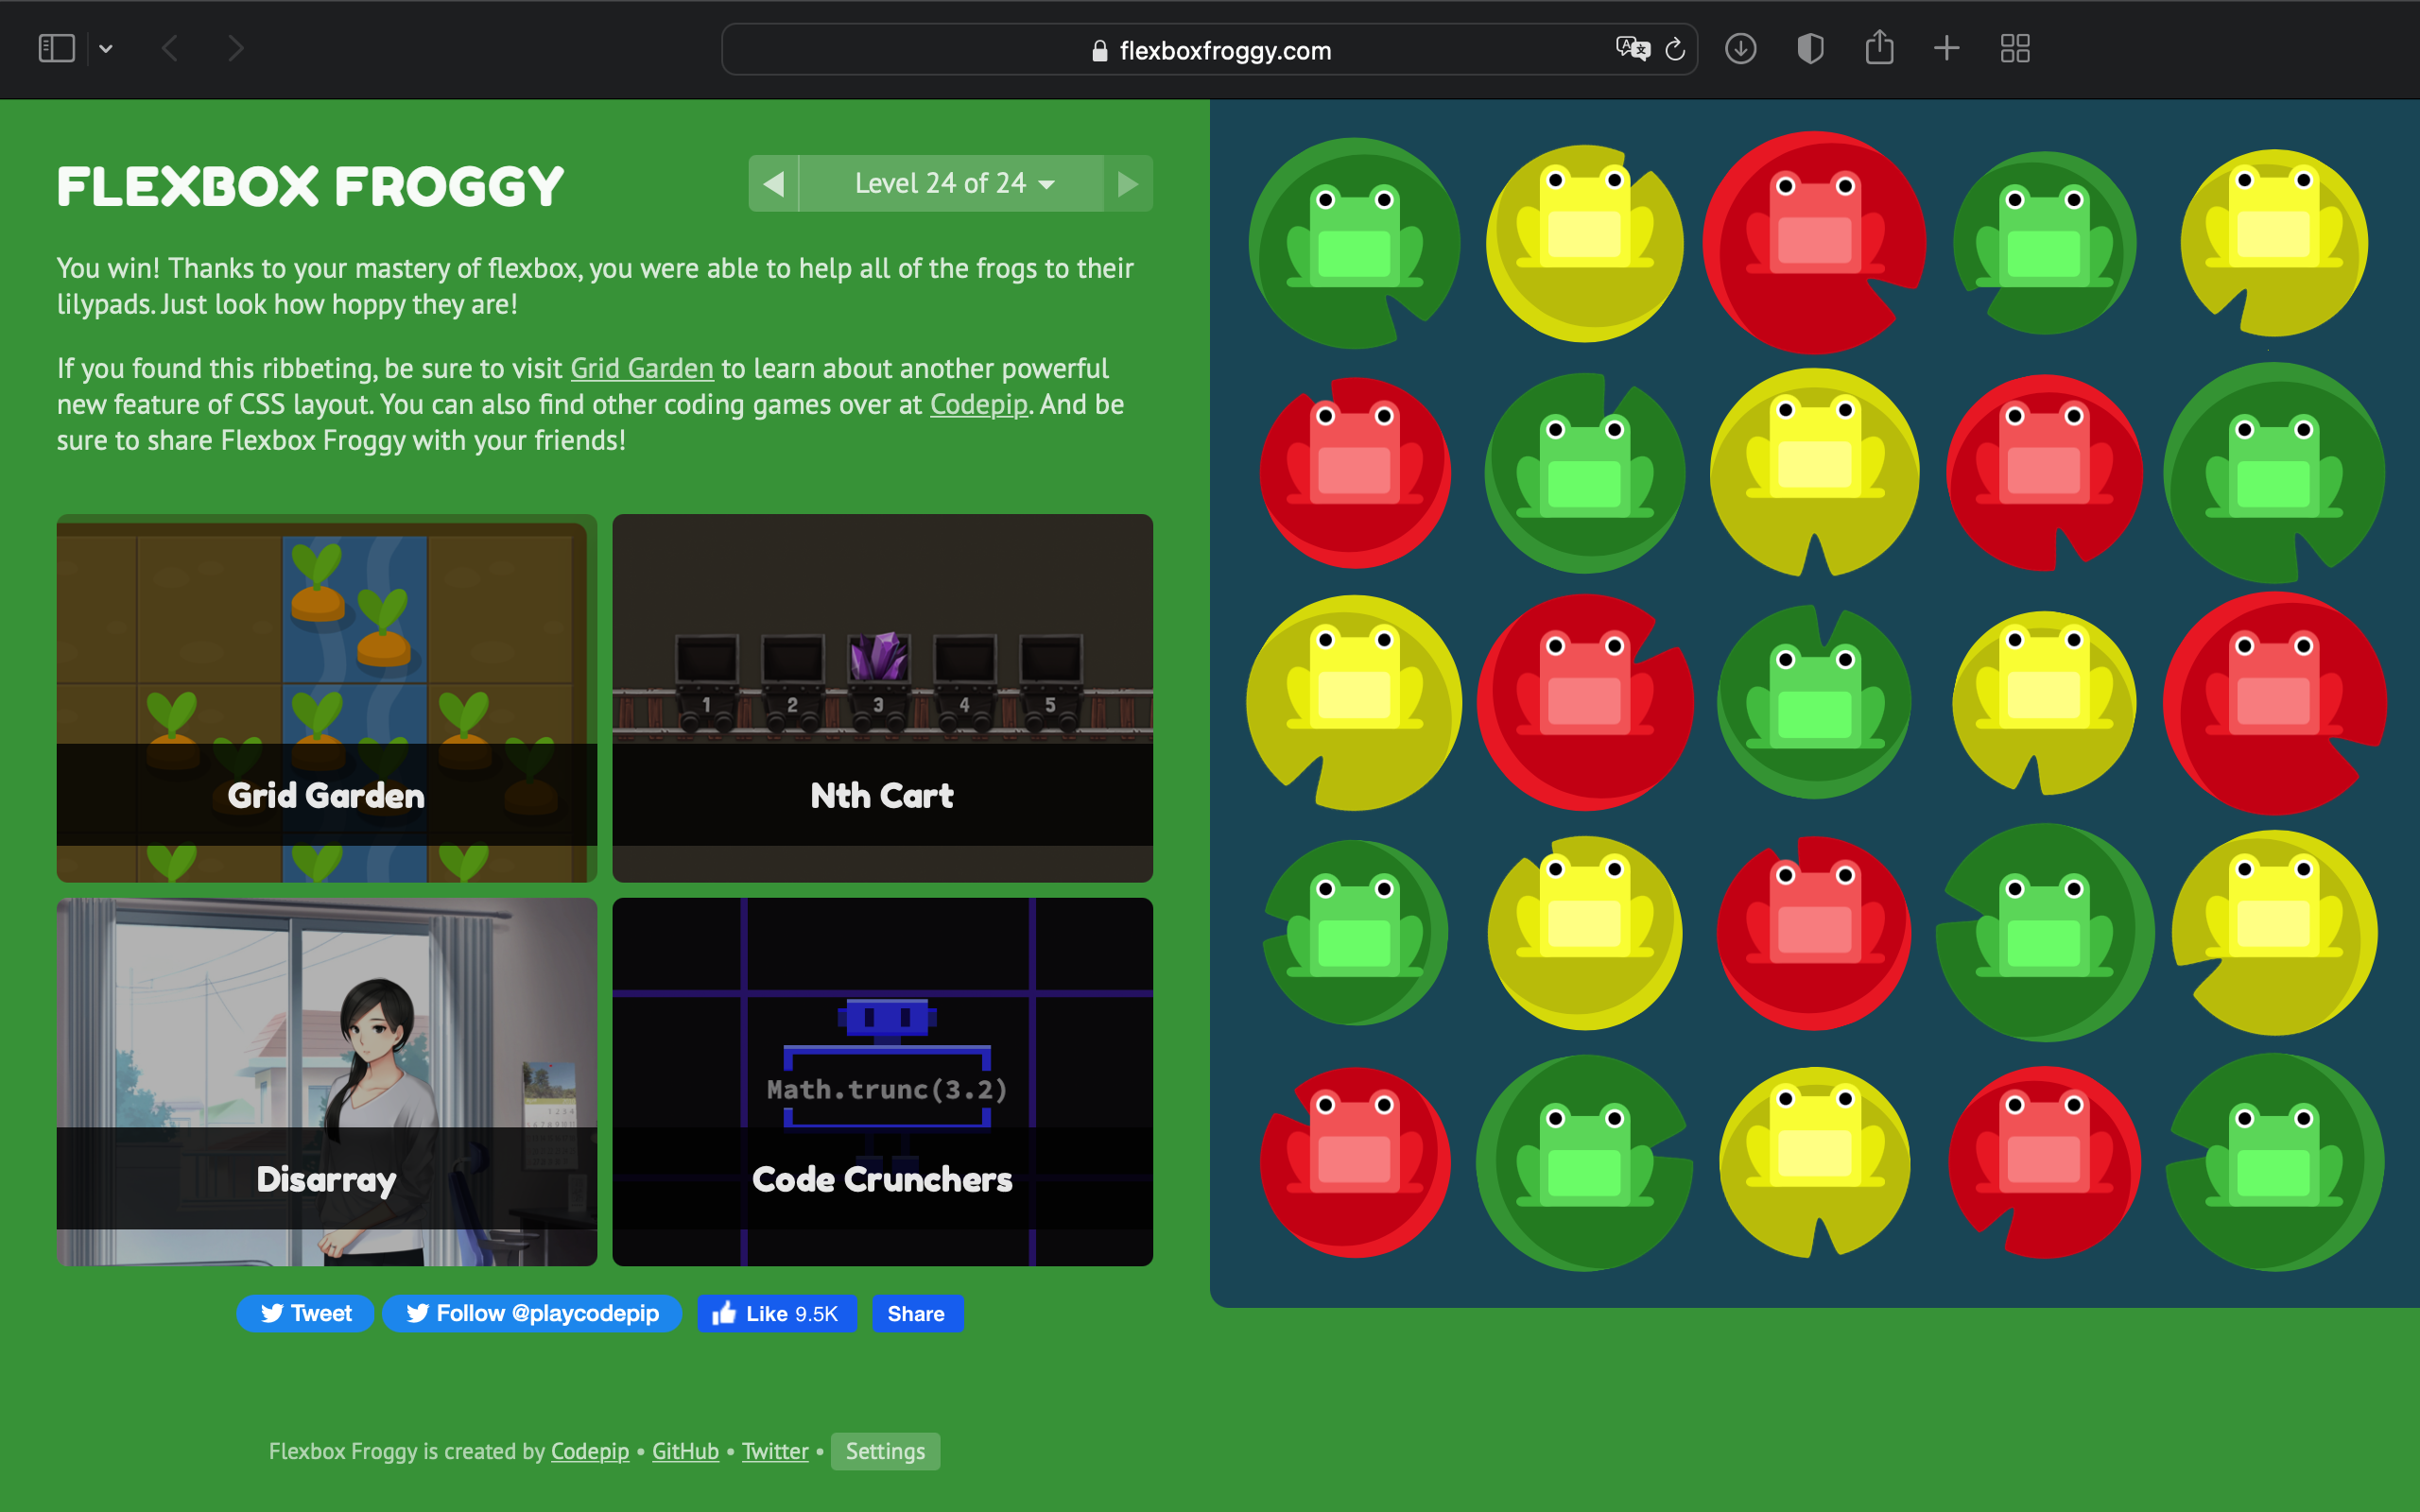 flexboxfroggy.com
FLEXBOX FROGGY
Level 24 of 24
You win! Thanks to your mastery of flexbox, you were able to help all of the frogs to their
lilypads. Just look how hoppy they are!
If you found this ribbeting, be sure to visit Grid Garden to learn about another powerful
new feature of CSS layout. You can also find other coding games over at Codepip. And be
sure to share Flexbox Froggy with your friends!
1 2 3 4 5
Grid Garden
Nth Cart
Math.trunc(3.2)
Disarray
Code Crunchers
Tweet
Follow @playcodepip
Like 9.5K
Share
Flexbox Froggy is created by Codepip • GitHub • Twitter • Settings